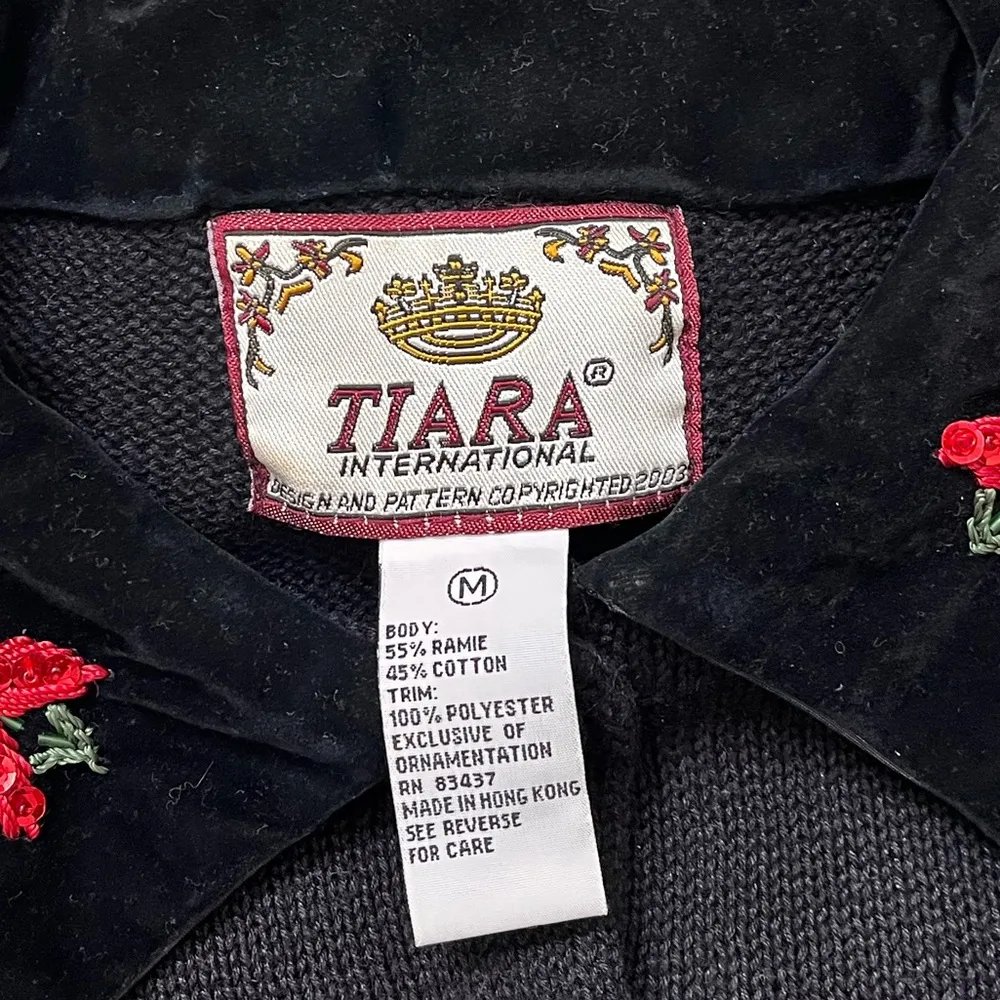 TIARA®
INTERNATIONAL
DESIGN AND PATTERN COPYRIGHTED 2003
M
BODY:
55% RAMIE
45% COTTON
TRIM:
100% POLYESTER
EXCLUSIVE OF
ORNAMENTATION
RN 83437
MADE IN HONG KONG
SEE REVERSE
FOR CARE